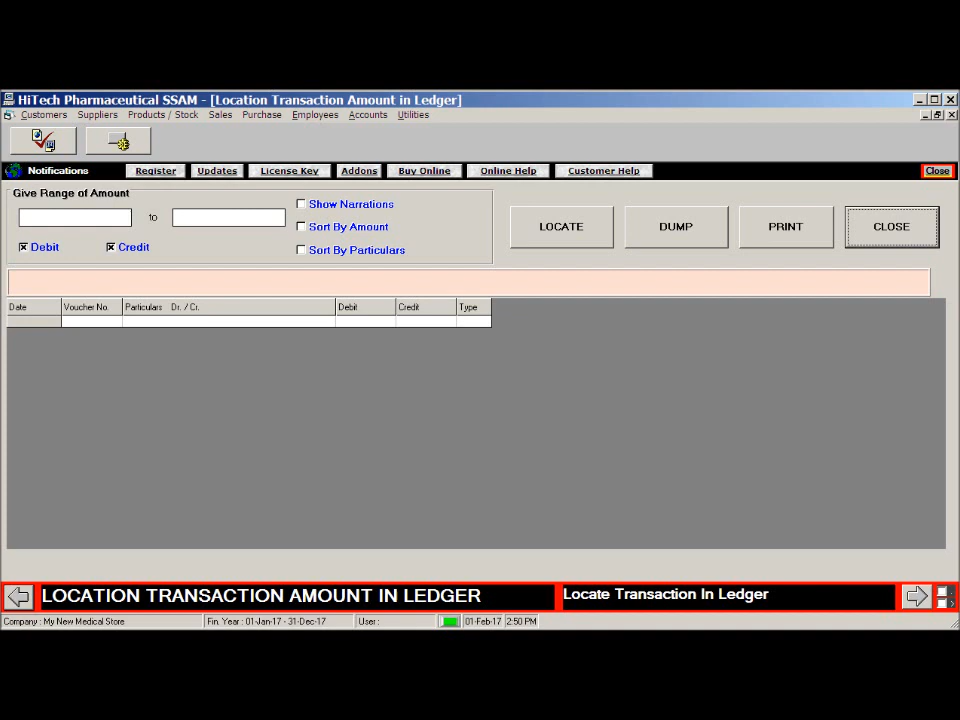 HiTech Pharmaceutical SSAM - [Location Transaction Amount in Ledger]
Customers Suppliers Products / Stock Sales Purchase Employees Accounts Utilities
Notifications Register Updates License Key Addons Buy Online Online Help Customer Help Close
Give Range of Amount
to
Show Narrations
Sort By Amount
Sort By Particulars
Debit Credit
LOCATE DUMP PRINT CLOSE
Date Voucher No. Particulars Dr. / Cr. Debit Credit Type
LOCATION TRANSACTION AMOUNT IN LEDGER Locate Transaction In Ledger
Company : My New Medical Store Fin. Year : 01-Jan-17 - 31-Dec-17 User : 01-Feb-17 2:50 PM